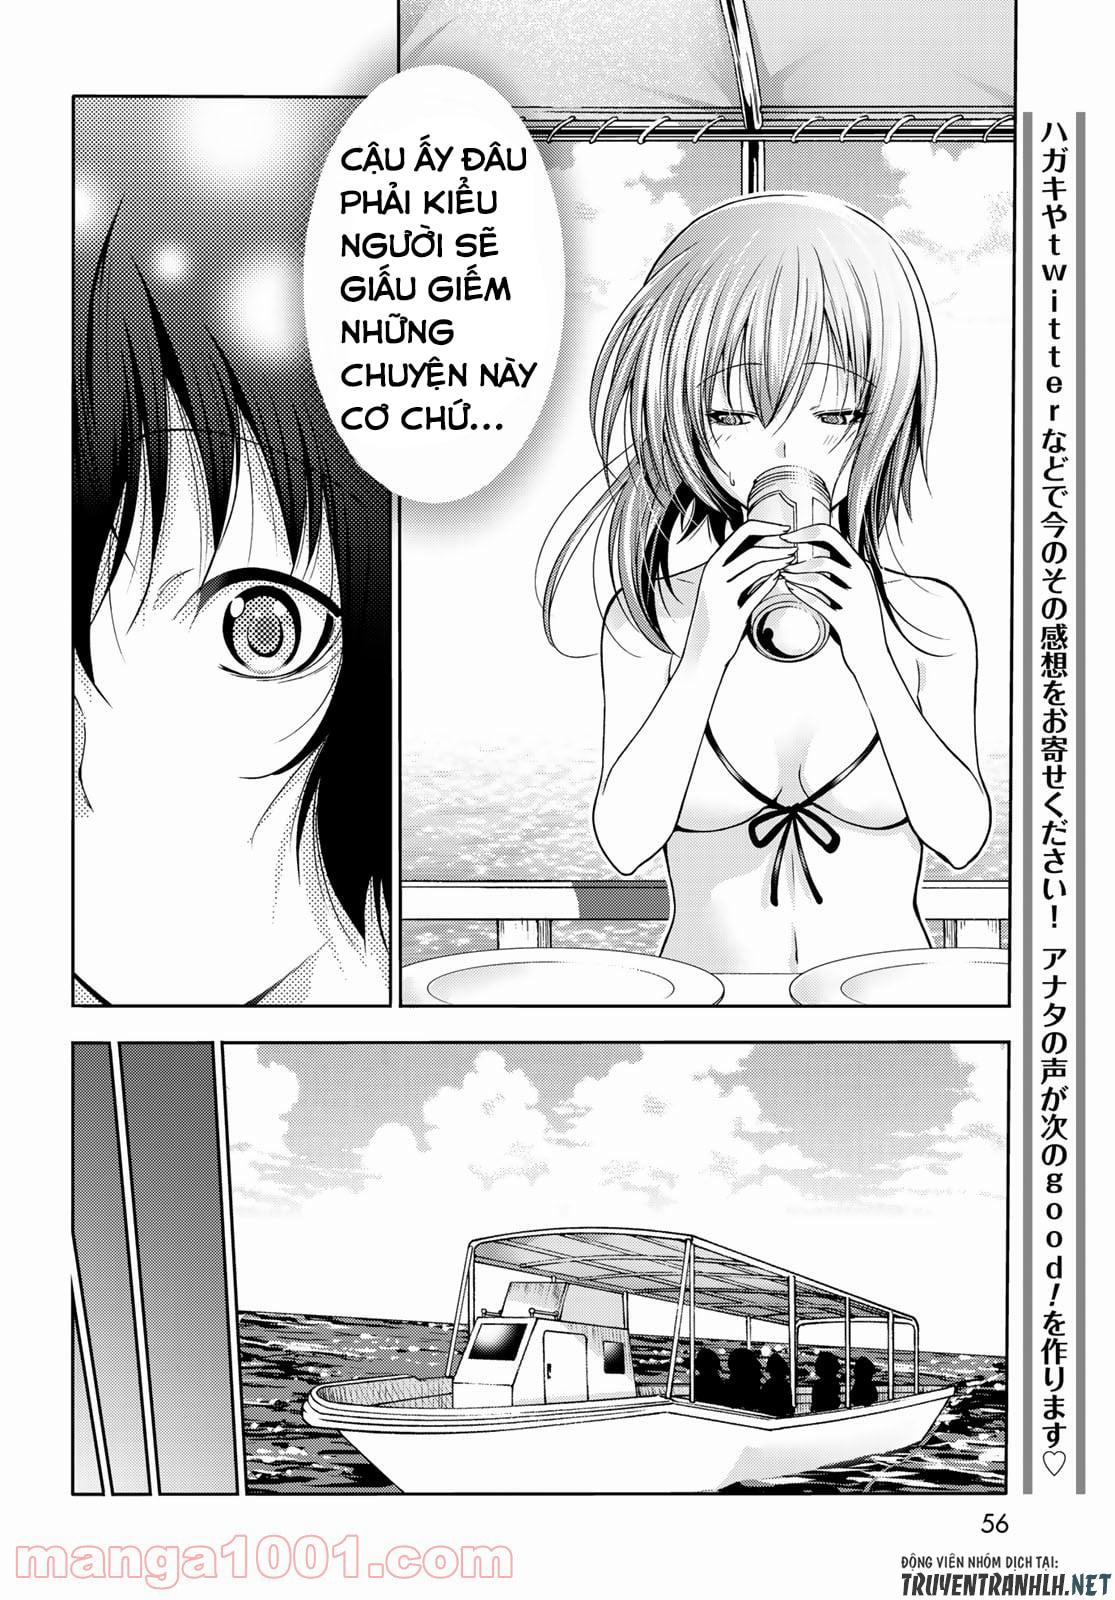 CẬU ẤY ĐÂU
PHẢI KIỂU
NGƯỜI SẼ
GIẤU GIẾM
NHỮNG
CHUYỆN NÀY
CƠ CHỨ...
ハガキやtwitterなどで今のその感想をお寄せください! アナタの声が次のgood!を作ります♡
56
manga1001.com
ĐỘNG VIÊN NHÓM DỊCH TẠI:
TRUYENTRANHLH.NET